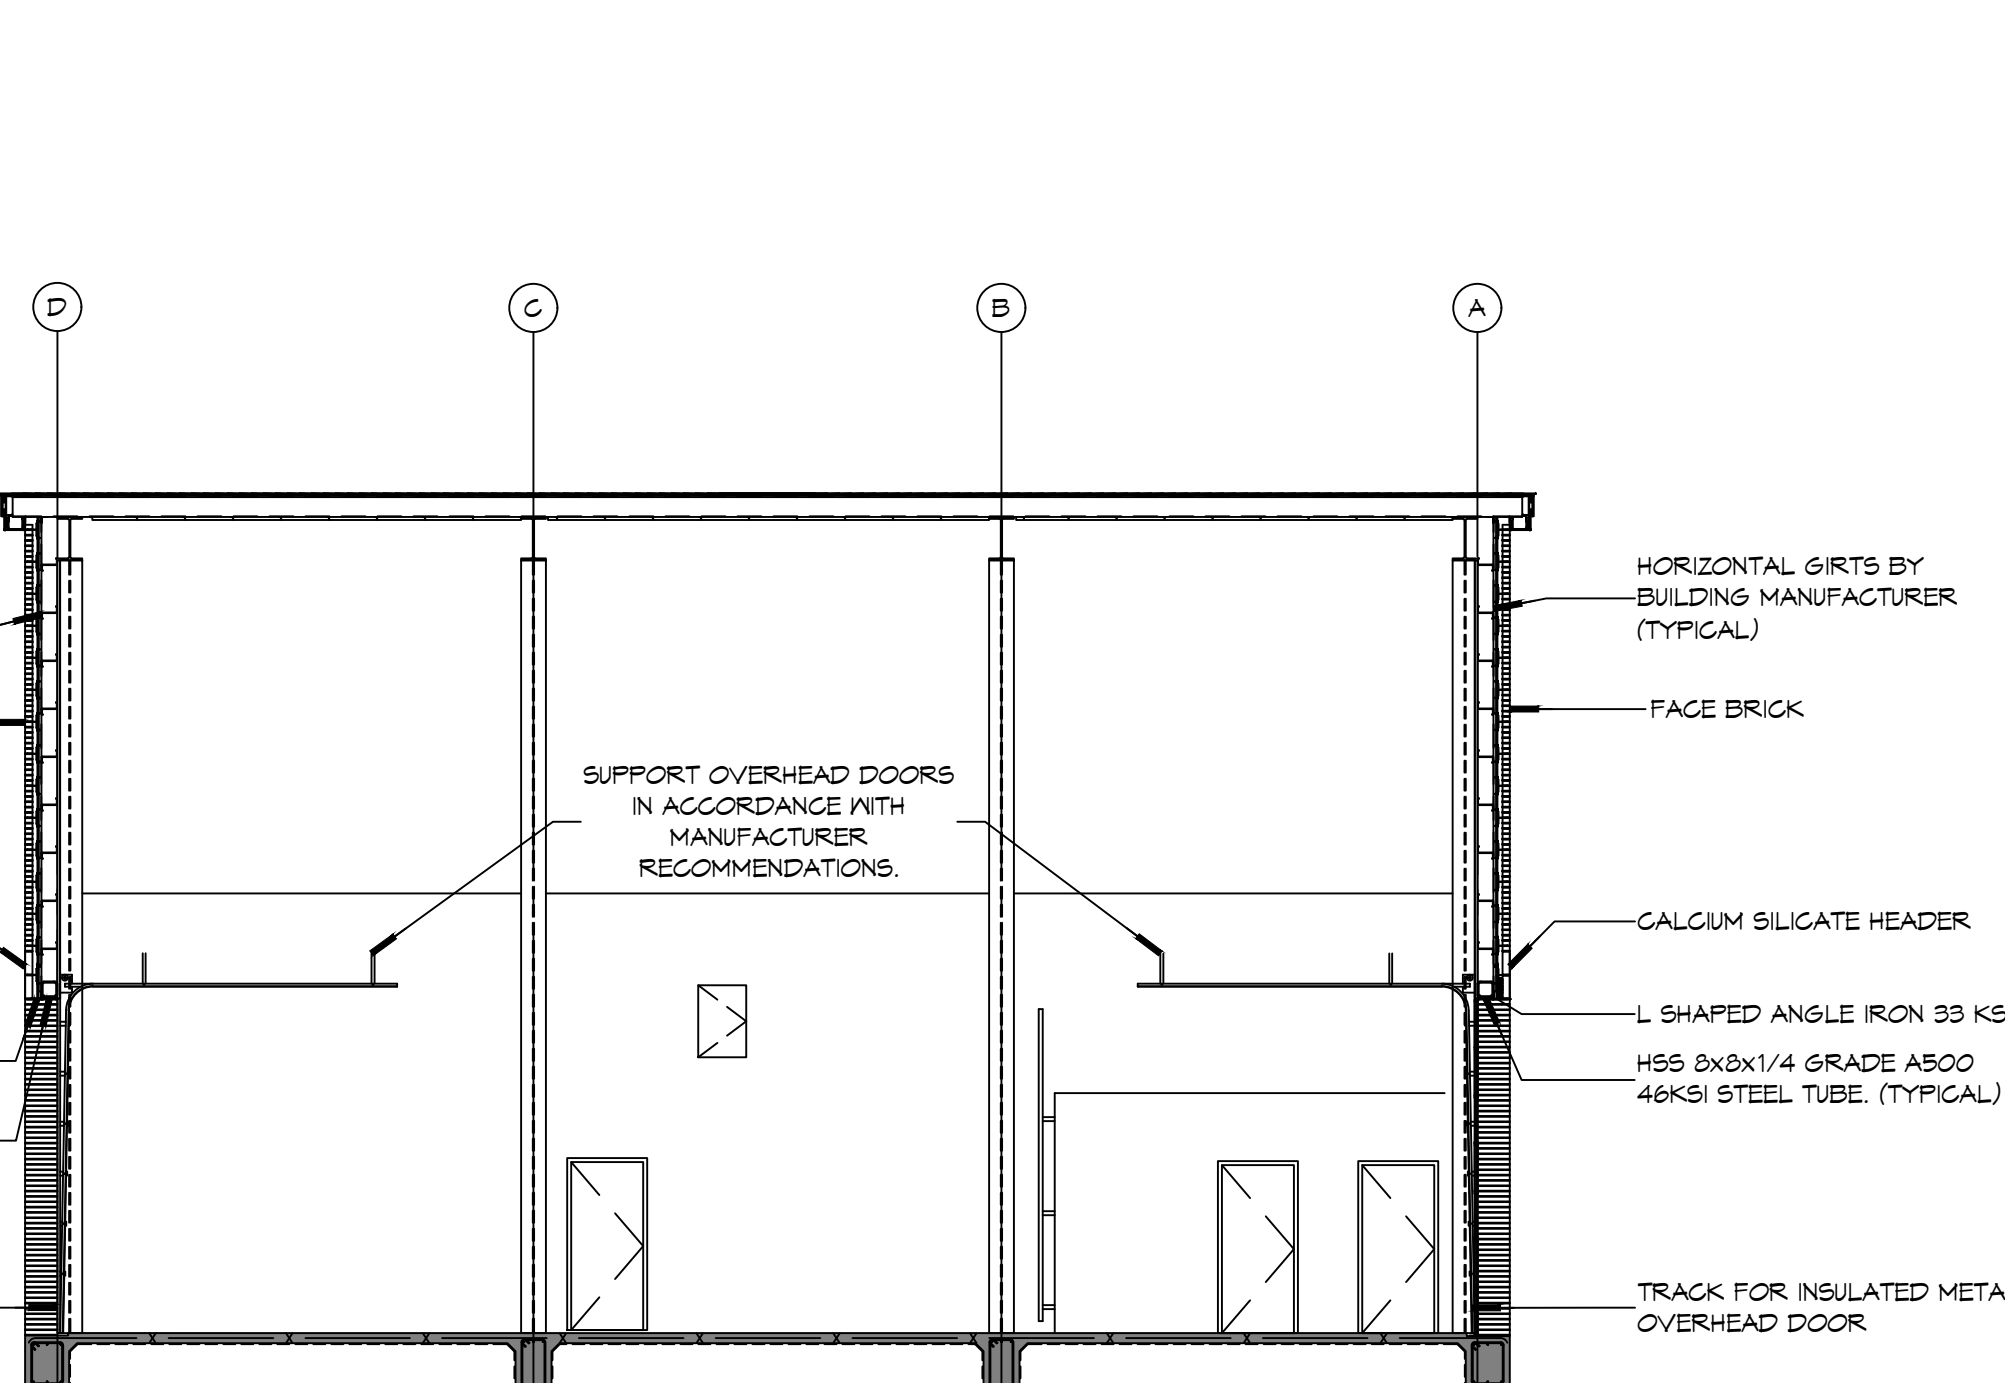 D
C
B
A
HORIZONTAL GIRTS BY
BUILDING MANUFACTURER
(TYPICAL)
FACE BRICK
SUPPORT OVERHEAD DOORS
IN ACCORDANCE WITH
MANUFACTURER
RECOMMENDATIONS.
CALCIUM SILICATE HEADER
L SHAPED ANGLE IRON 33 KS
HSS 8x8x1/4 GRADE A500
46KSI STEEL TUBE. (TYPICAL)
TRACK FOR INSULATED META
OVERHEAD DOOR